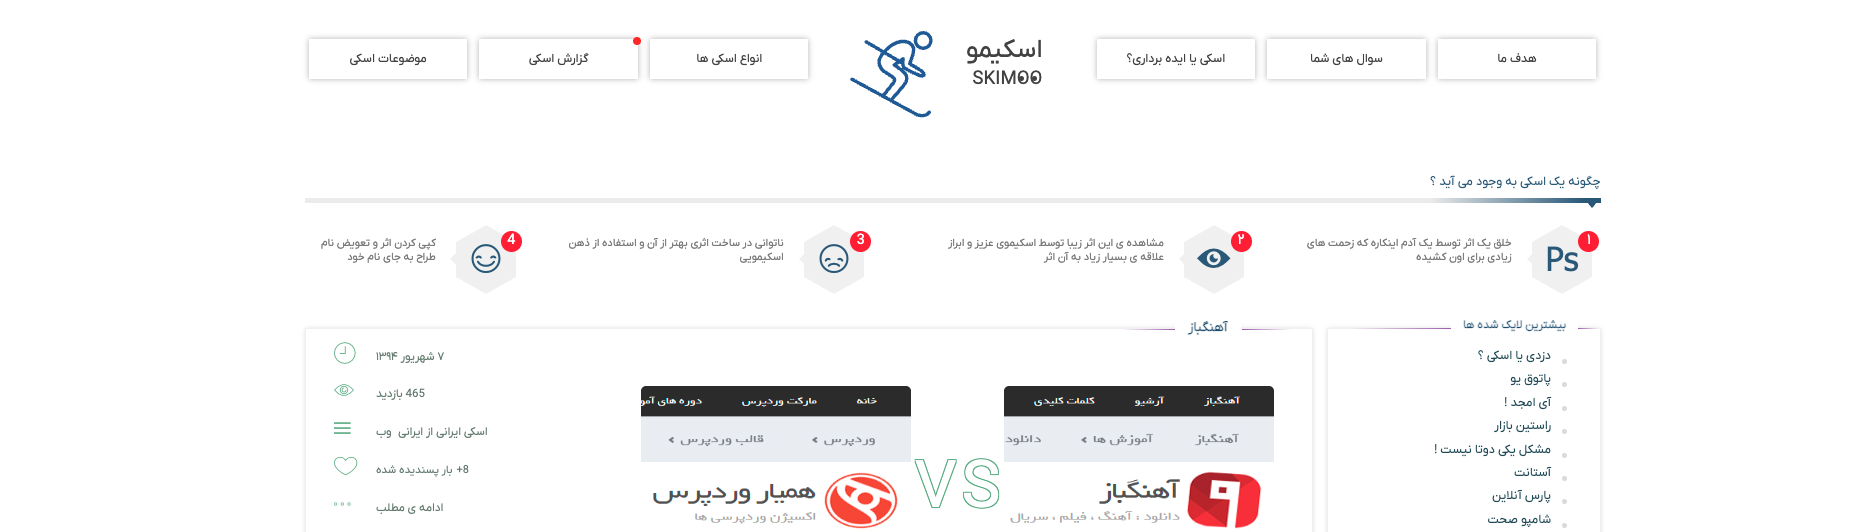 هدف ما
سوال های شما
اسکی یا ایده برداری؟
اسکیمو
SKIMOO
انواع اسکی ها
گزارش اسکی
موضوعات اسکی
چگونه یک اسکی به وجود می آید ؟
۱
Ps
خلق یک اثر توسط یک آدم اینکاره که زحمت های
زیادی برای اون کشیده
۲
مشاهده ی این اثر زیبا توسط اسکیموی عزیز و ابراز
علاقه ی بسیار زیاد به آن اثر
3
ناتوانی در ساخت اثری بهتر از آن و استفاده از ذهن
اسکیمویی
4
کپی کردن اثر و تعویض نام
طراح به جای نام خود
بیشترین لایک شده ها
دزدی یا اسکی ؟
پاتوق یو
آی امجد !
راستین بازار
مشکل یکی دوتا نیست !
آستانت
پارس آنلاین
شامپو صحت
آهنگباز
آهنگباز
آرشیو
کلمات کلیدی
آهنگباز
آموزش ها
دانلود
آهنگباز
دانلود : آهنگ ، فیلم ، سریال
VS
خانه
مارکت وردپرس
دوره های آمو
وردپرس
قالب وردپرس
همیار وردپرس
اکسیژن وردپرسی ها
۷ شهریور ۱۳۹۴
465 بازدید
اسکی ایرانی از ایرانی وب
+8 بار پسندیده شده
ادامه ی مطلب